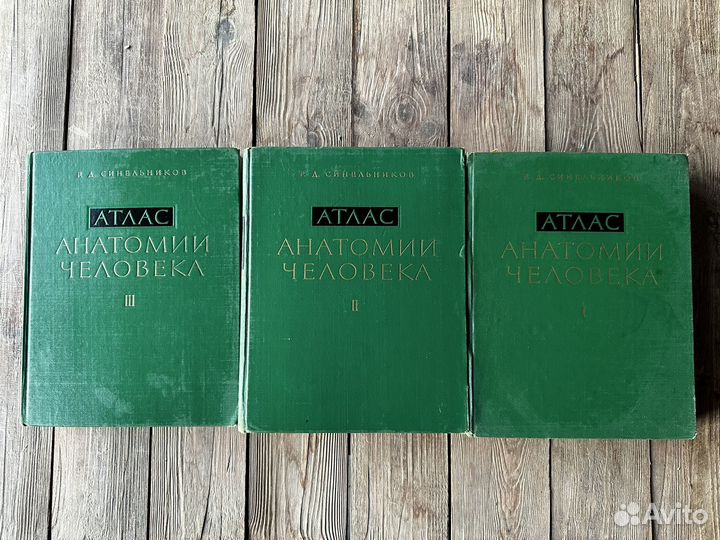 Р. Д. СИНЕЛЬНИКОВ
АТЛАС
АНАТОМИИ
ЧЕЛОВЕКА
III
Р. Д. СИНЕЛЬНИКОВ
АТЛАС
АНАТОМИИ
ЧЕЛОВЕКА
II
Р. Д. СИНЕЛЬНИКОВ
АТЛАС
АНАТОМИИ
ЧЕЛОВЕКА
I
Avito